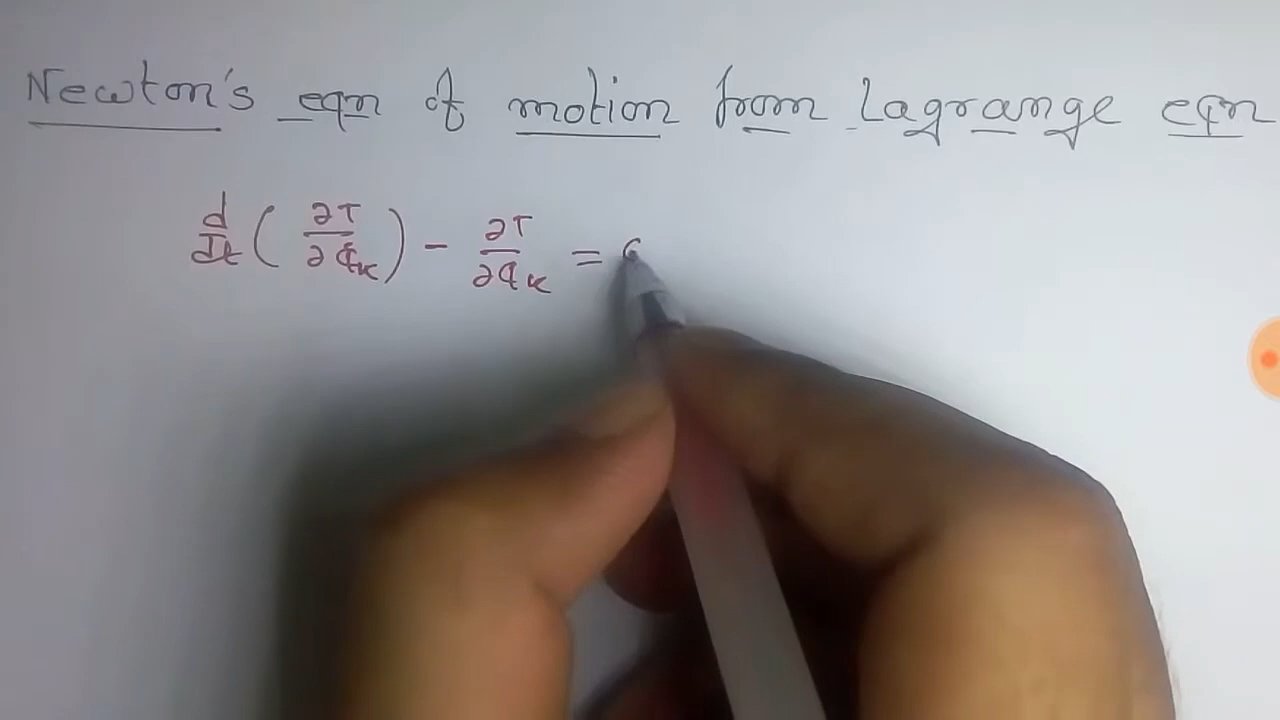 Newton's eqn of motion from Lagrange eqn
d/dt ( ∂T/∂q̇ₖ ) - ∂T/∂qₖ =